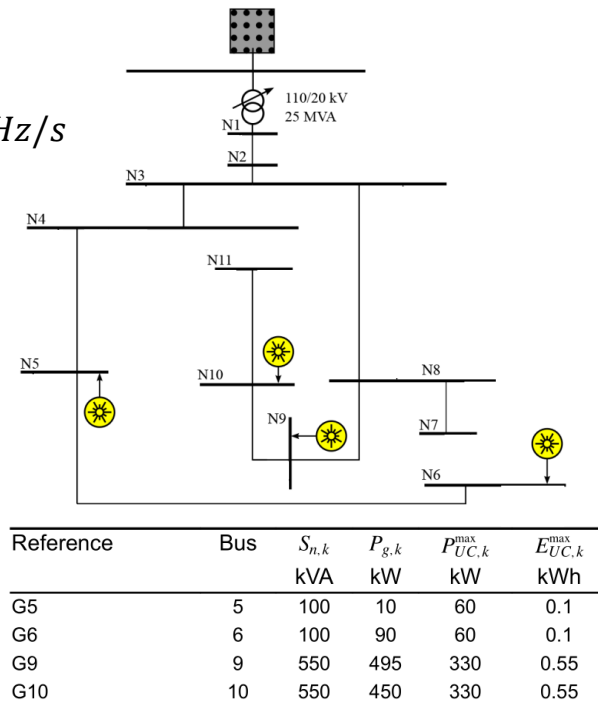 110/20 kV
25 MVA
Hz/s
N1
N2
N3
N4
N11
N5
N10
N8
N9
N7
N6
Reference Bus S_{n,k} P_{g,k} P_{UC,k}^{max} E_{UC,k}^{max}
kVA kW kW kWh
G5 5 100 10 60 0.1
G6 6 100 90 60 0.1
G9 9 550 495 330 0.55
G10 10 550 450 330 0.55